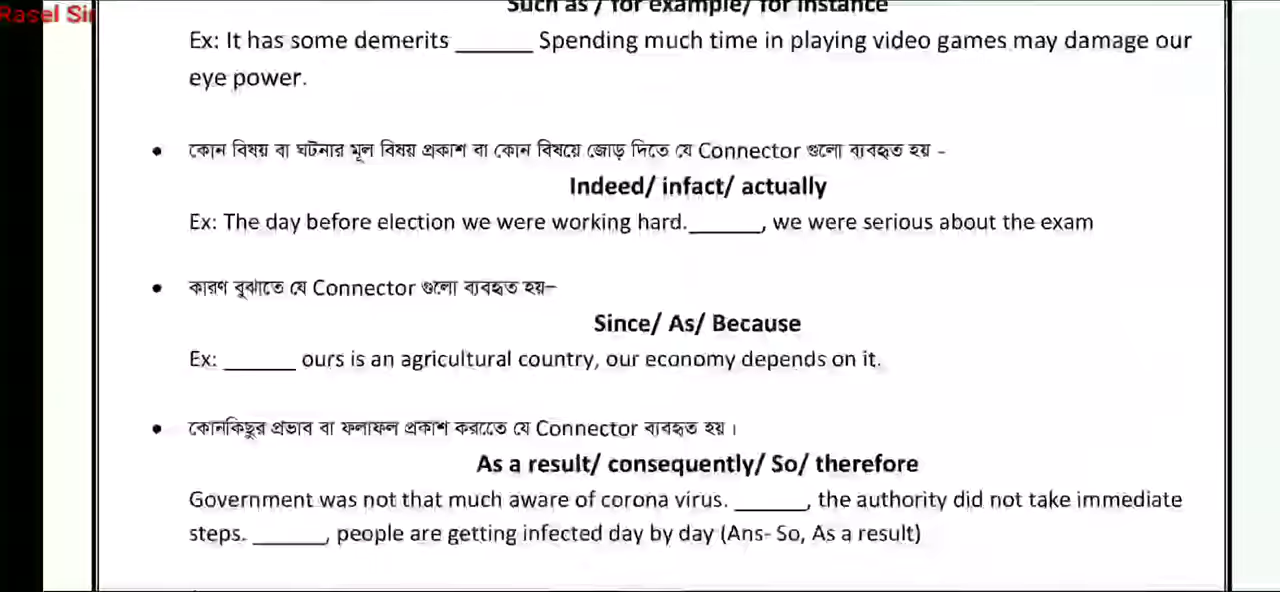 Rasel Sir
Such as / for example/ for instance
Ex: It has some demerits ______ Spending much time in playing video games may damage our
eye power.
• কোন বিষয় বা ঘটনার মূল বিষয় প্রকাশ বা কোন বিষয়ে জোড় দিতে যে Connector গুলো ব্যবহৃত হয় -
Indeed/ infact/ actually
Ex: The day before election we were working hard.______, we were serious about the exam
• কারণ বুঝাতে যে Connector গুলো ব্যবহৃত হয়–
Since/ As/ Because
Ex: ______ ours is an agricultural country, our economy depends on it.
• কোনকিছুর প্রভাব বা ফলাফল প্রকাশ করতে যে Connector ব্যবহৃত হয় ।
As a result/ consequently/ So/ therefore
Government was not that much aware of corona virus. ______, the authority did not take immediate
steps. ______, people are getting infected day by day (Ans- So, As a result)